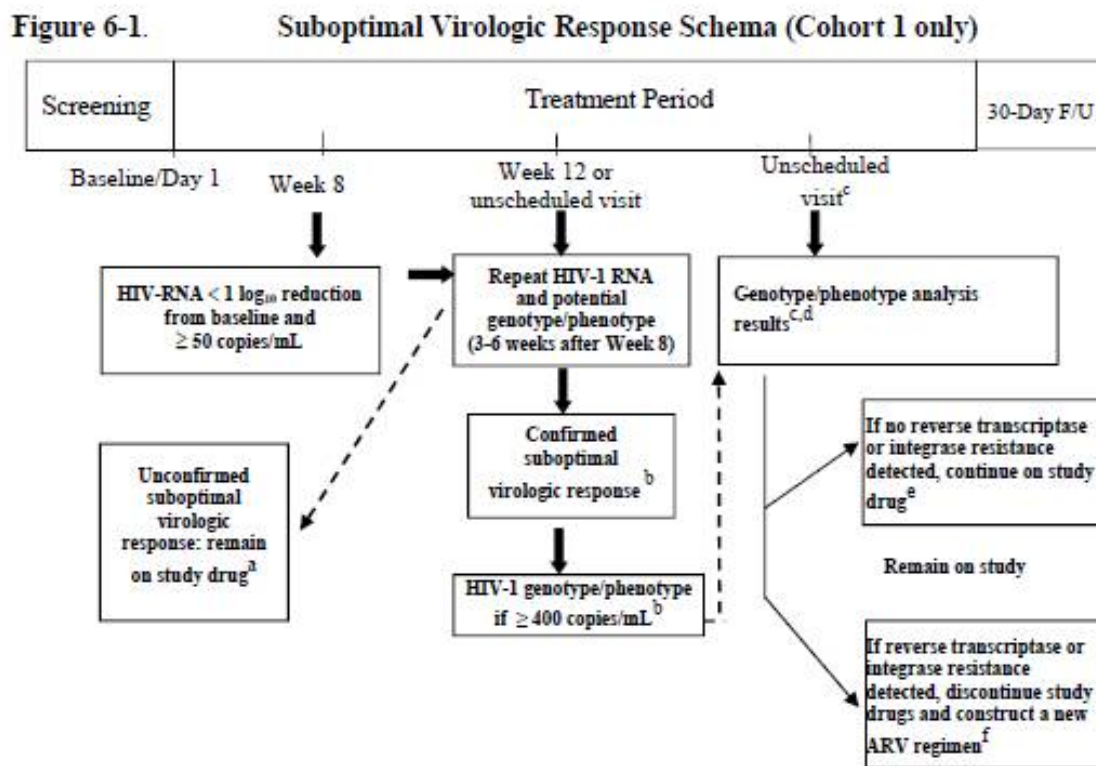 Figure 6-1. Suboptimal Virologic Response Schema (Cohort 1 only)
Screening
Treatment Period
30-Day F/U
Baseline/Day 1
Week 8
Week 12 or
unscheduled visit
Unscheduled
visitᶜ
HIV-RNA < 1 log₁₀ reduction
from baseline and
≥ 50 copies/mL
Repeat HIV-1 RNA
and potential
genotype/phenotype
(3-6 weeks after Week 8)
Genotype/phenotype analysis
resultsᶜ,ᵈ
Unconfirmed
suboptimal
virologic
response: remain
on study drugᵃ
Confirmed
suboptimal
virologic response ᵇ
HIV-1 genotype/phenotype
if ≥ 400 copies/mLᵇ
If no reverse transcriptase
or integrase resistance
detected, continue on study
drugᵉ
Remain on study
If reverse transcriptase or
integrase resistance
detected, discontinue study
drugs and construct a new
ARV regimenᶠ